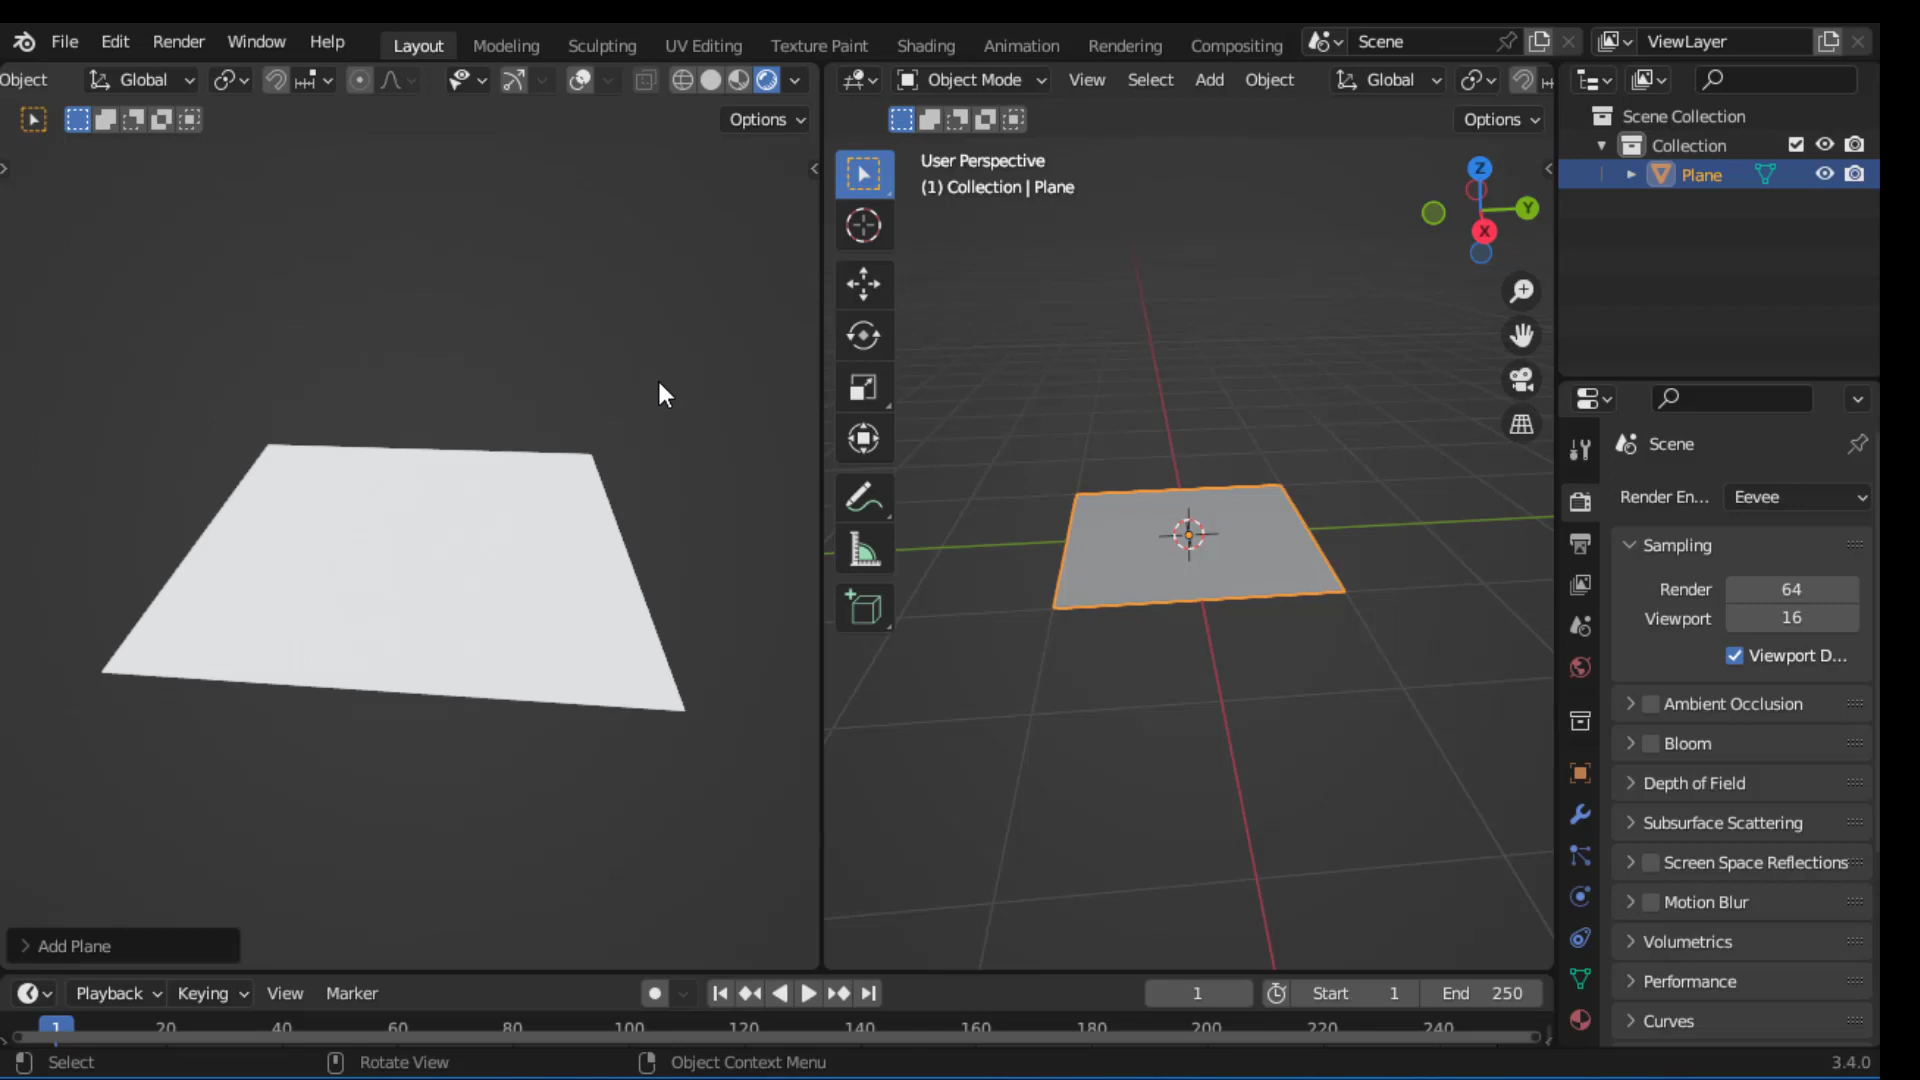 File Edit Render Window Help Layout Modeling Sculpting UV Editing Texture Paint Shading Animation Rendering Compositing Scene ViewLayer
Object Global Object Mode View Select Add Object Global
Options Options
User Perspective
(1) Collection | Plane
Z
Y
X
Scene Collection
Collection
Plane
Scene
Render En... Eevee
Sampling
Render 64
Viewport 16
Viewport D...
Ambient Occlusion
Bloom
Depth of Field
Subsurface Scattering
Screen Space Reflections
Motion Blur
Volumetrics
Performance
Curves
Add Plane
Playback Keying View Marker 1 Start 1 End 250
1 20 40 60 80 100 120 140 160 180 200 220 240
Select Rotate View Object Context Menu 3.4.0